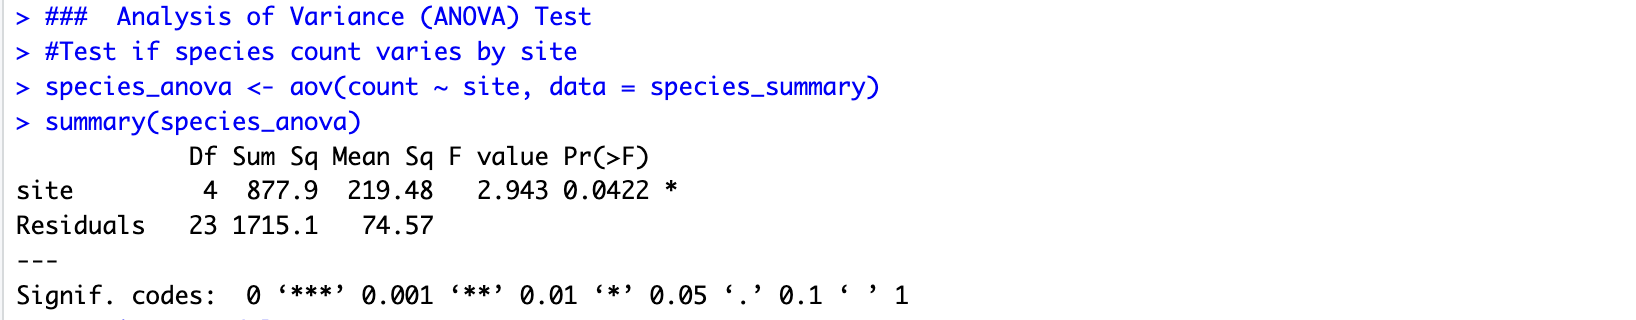 > ###  Analysis of Variance (ANOVA) Test
> #Test if species count varies by site
> species_anova <- aov(count ~ site, data = species_summary)
> summary(species_anova)
            Df Sum Sq Mean Sq F value Pr(>F)
site         4  877.9  219.48   2.943 0.0422 *
Residuals   23 1715.1   74.57
---
Signif. codes:  0 ‘***’ 0.001 ‘**’ 0.01 ‘*’ 0.05 ‘.’ 0.1 ‘ ’ 1